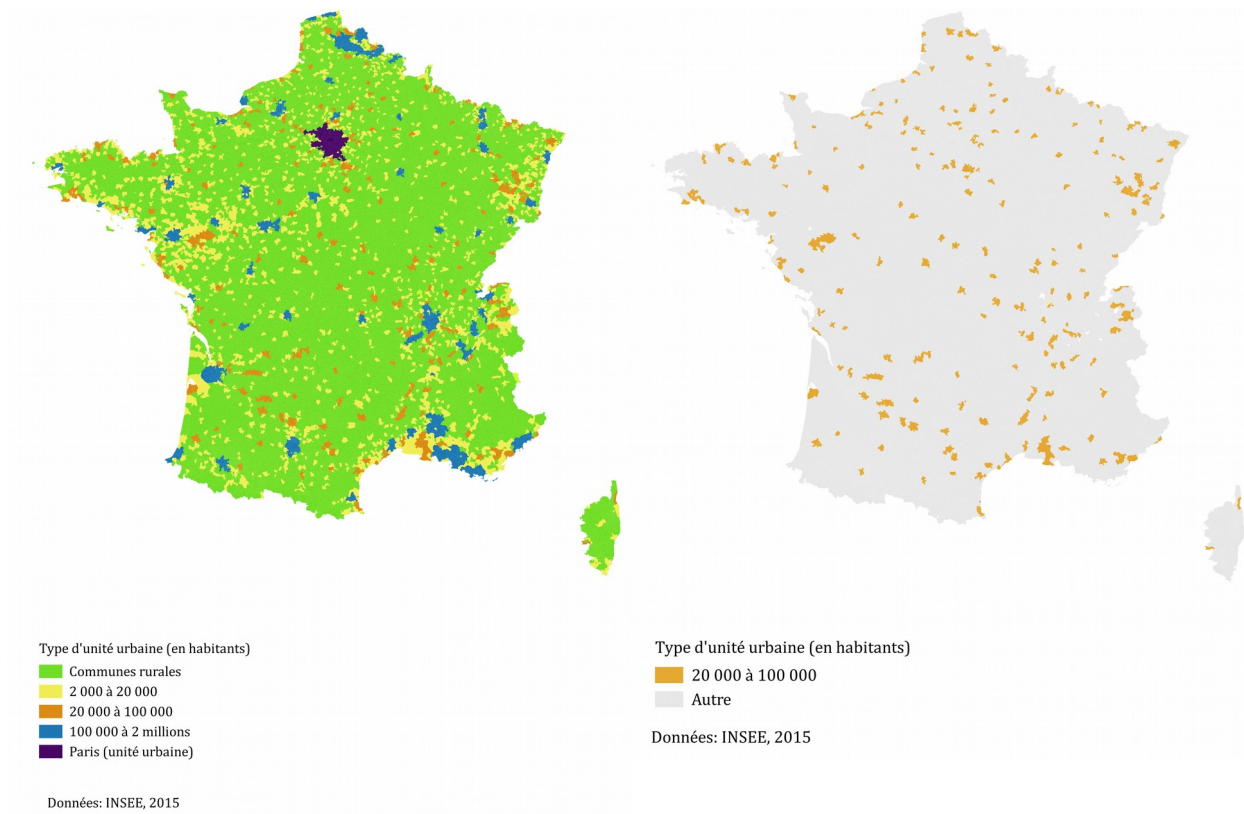 Type d'unité urbaine (en habitants)
Communes rurales
2 000 à 20 000
20 000 à 100 000
100 000 à 2 millions
Paris (unité urbaine)
Données: INSEE, 2015
Type d'unité urbaine (en habitants)
20 000 à 100 000
Autre
Données: INSEE, 2015